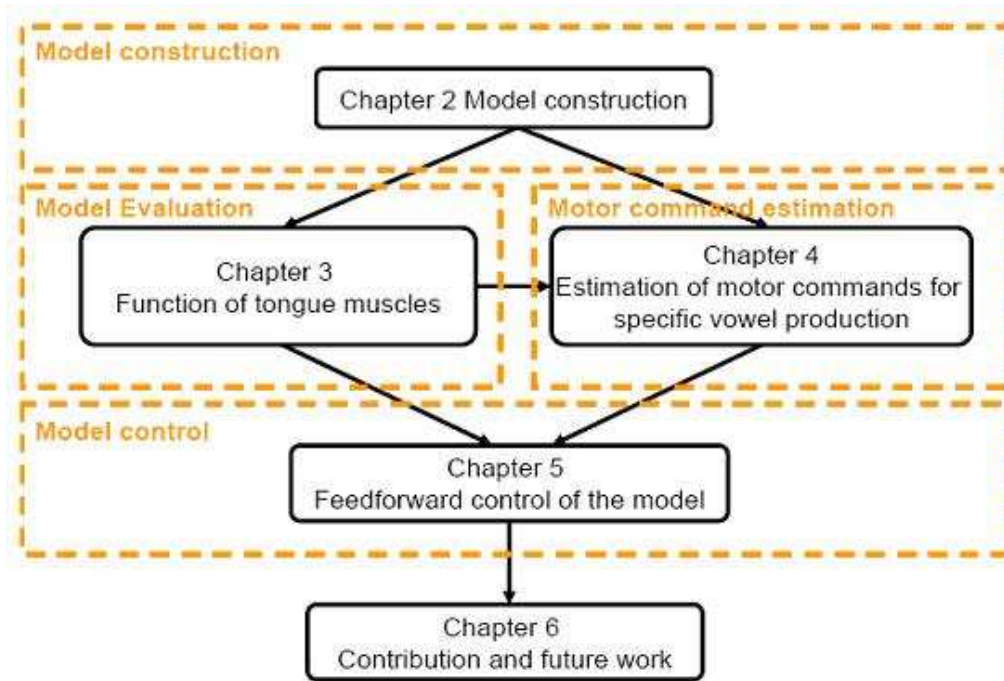 Model construction
Chapter 2 Model construction
Model Evaluation
Motor command estimation
Chapter 3
Function of tongue muscles
Chapter 4
Estimation of motor commands for
specific vowel production
Model control
Chapter 5
Feedforward control of the model
Chapter 6
Contribution and future work